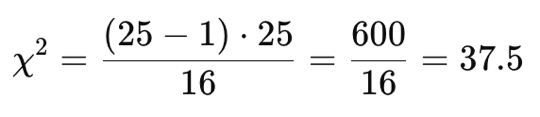 χ² = (25 − 1) · 25 / 16 = 600 / 16 = 37.5